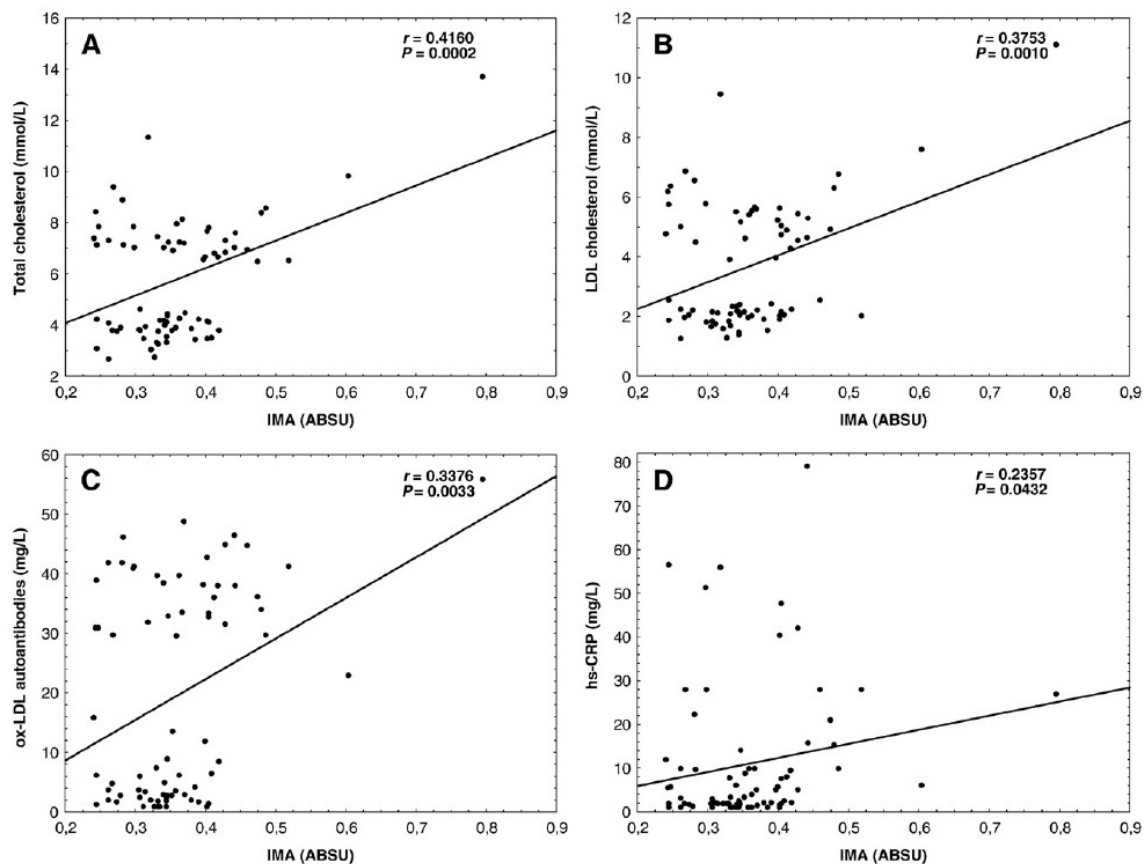 A
r = 0.4160
P = 0.0002
Total cholesterol (mmol/L)
16
14
12
10
8
6
4
2
0,2 0,3 0,4 0,5 0,6 0,7 0,8 0,9
IMA (ABSU)
B
r = 0.3753
P = 0.0010
LDL cholesterol (mmol/L)
12
10
8
6
4
2
0
0,2 0,3 0,4 0,5 0,6 0,7 0,8 0,9
IMA (ABSU)
C
r = 0.3376
P = 0.0033
ox-LDL autoantibodies (mg/L)
60
50
40
30
20
10
0
0,2 0,3 0,4 0,5 0,6 0,7 0,8 0,9
IMA (ABSU)
D
r = 0.2357
P = 0.0432
hs-CRP (mg/L)
80
70
60
50
40
30
20
10
0
0,2 0,3 0,4 0,5 0,6 0,7 0,8 0,9
IMA (ABSU)